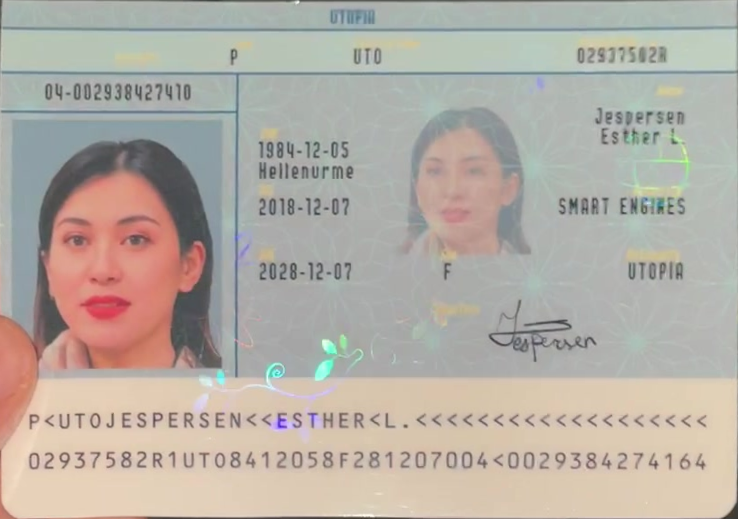 UTOPIA
P UTO 02937582R
04-002938427410
Jespersen
Esther L.
1984-12-05
Hellenurme
2018-12-07 SMART ENGINES
2028-12-07 F UTOPIA
Jespersen
P<UTOJESPERSEN<<ESTHER<L.<<<<<<<<<<<<<<<<<<<
02937582R1UTO8412058F281207004<0029384274164